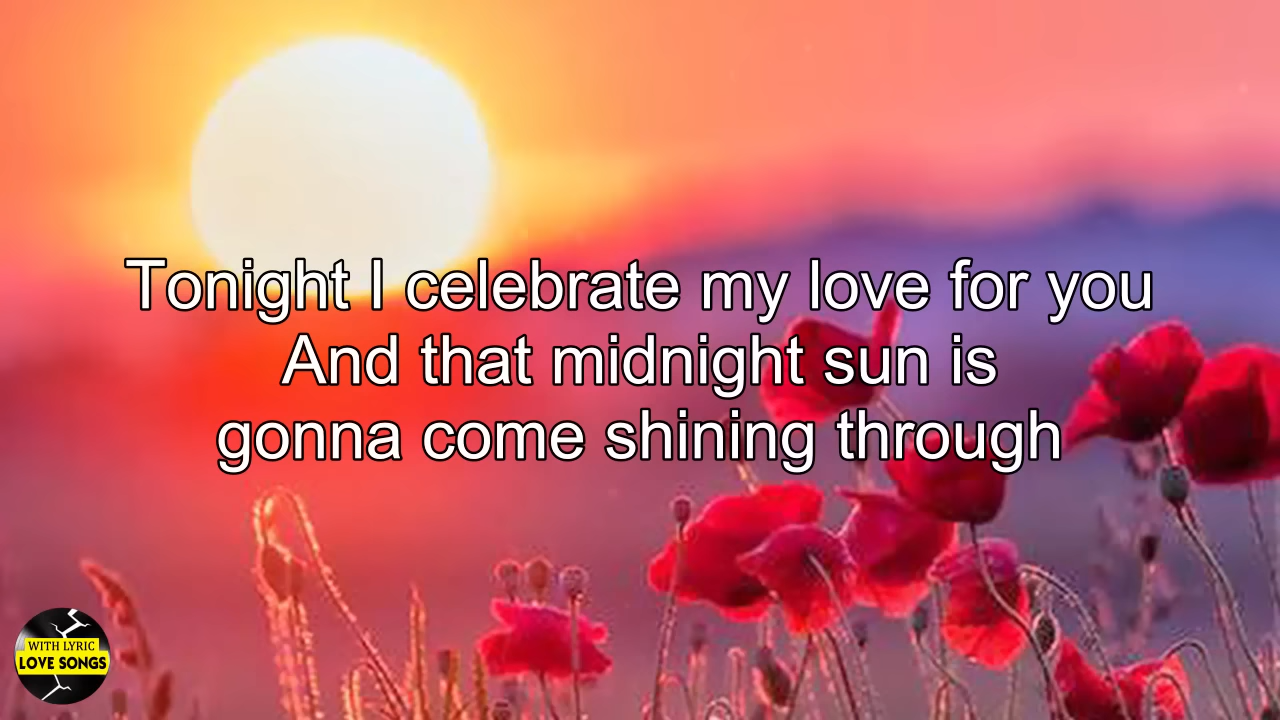 Tonight I celebrate my love for you
And that midnight sun is
gonna come shining through
WITH LYRIC
LOVE SONGS